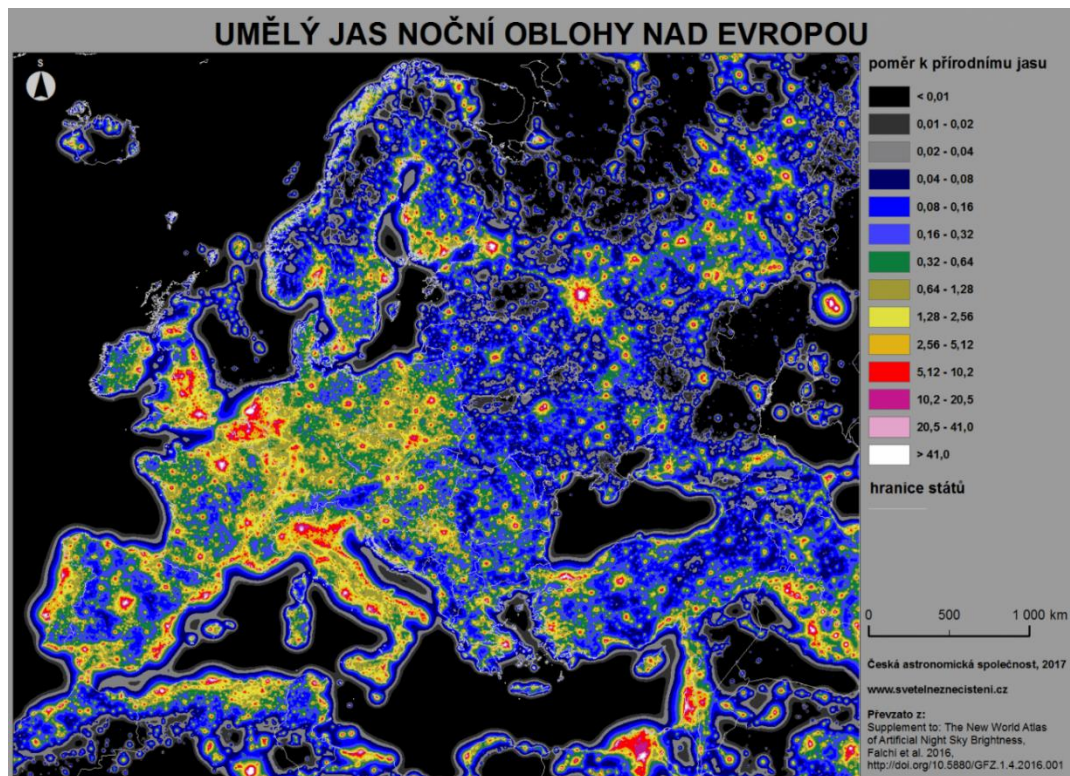 UMĚLÝ JAS NOČNÍ OBLOHY NAD EVROPOU
S
poměr k přírodnímu jasu
< 0,01
0,01 - 0,02
0,02 - 0,04
0,04 - 0,08
0,08 - 0,16
0,16 - 0,32
0,32 - 0,64
0,64 - 1,28
1,28 - 2,56
2,56 - 5,12
5,12 - 10,2
10,2 - 20,5
20,5 - 41,0
> 41,0
hranice států
0 500 1 000 km
Česká astronomická společnost, 2017
www.svetelneznecisteni.cz
Převzato z:
Supplement to: The New World Atlas
of Artificial Night Sky Brightness,
Falchi et al. 2016,
http://doi.org/10.5880/GFZ.1.4.2016.001